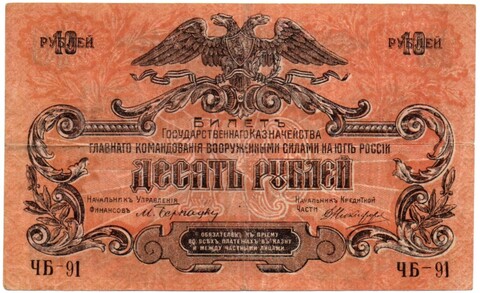 10 РУБЛЕЙ
10 РУБЛЕЙ
БИЛЕТЪ
ГОСУДАРСТВЕННАГО КАЗНАЧЕЙСТВА
ГЛАВНАГО КОМАНДОВАНІЯ ВООРУЖЕННЫМИ СИЛАМИ НА ЮГѢ РОССІИ
ДЕСЯТЬ РУБЛЕЙ
НАЧАЛЬНИКЪ УПРАВЛЕНІЯ
ФИНАНСОВЪ
НАЧАЛЬНИКЪ КРЕДИТНОЙ
ЧАСТИ
ОБЯЗАТЕЛЕНЪ КЪ ПРІЕМУ
ВО ВСѢХЪ ПЛАТЕЖАХЪ ВЪ КАЗНУ
И МЕЖДУ ЧАСТНЫМИ ЛИЦАМИ
ЧБ-91
ЧБ-91